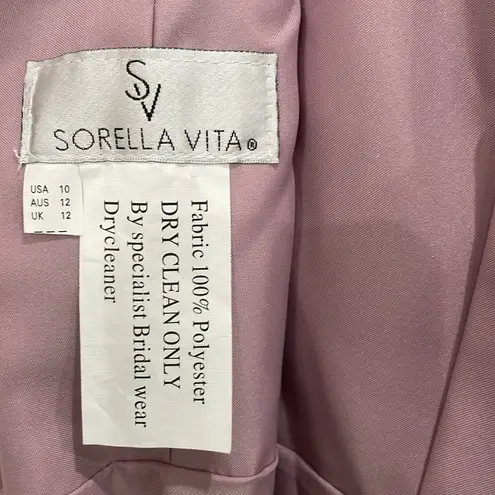 SV
SORELLA VITA®
USA 10
AUS 12
UK 12
Fabric 100% Polyester
DRY CLEAN ONLY
By specialist Bridal wear
Drycleaner